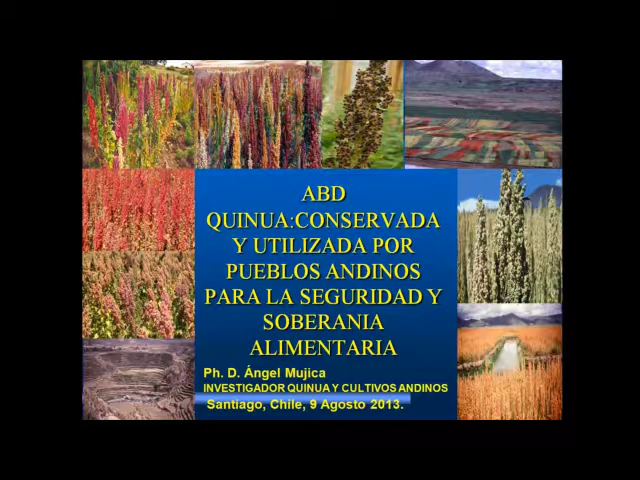 ABD
QUINUA:CONSERVADA
Y UTILIZADA POR
PUEBLOS ANDINOS
PARA LA SEGURIDAD Y
SOBERANIA
ALIMENTARIA
Ph. D. Ángel Mujica
INVESTIGADOR QUINUA Y CULTIVOS ANDINOS
Santiago, Chile, 9 Agosto 2013.